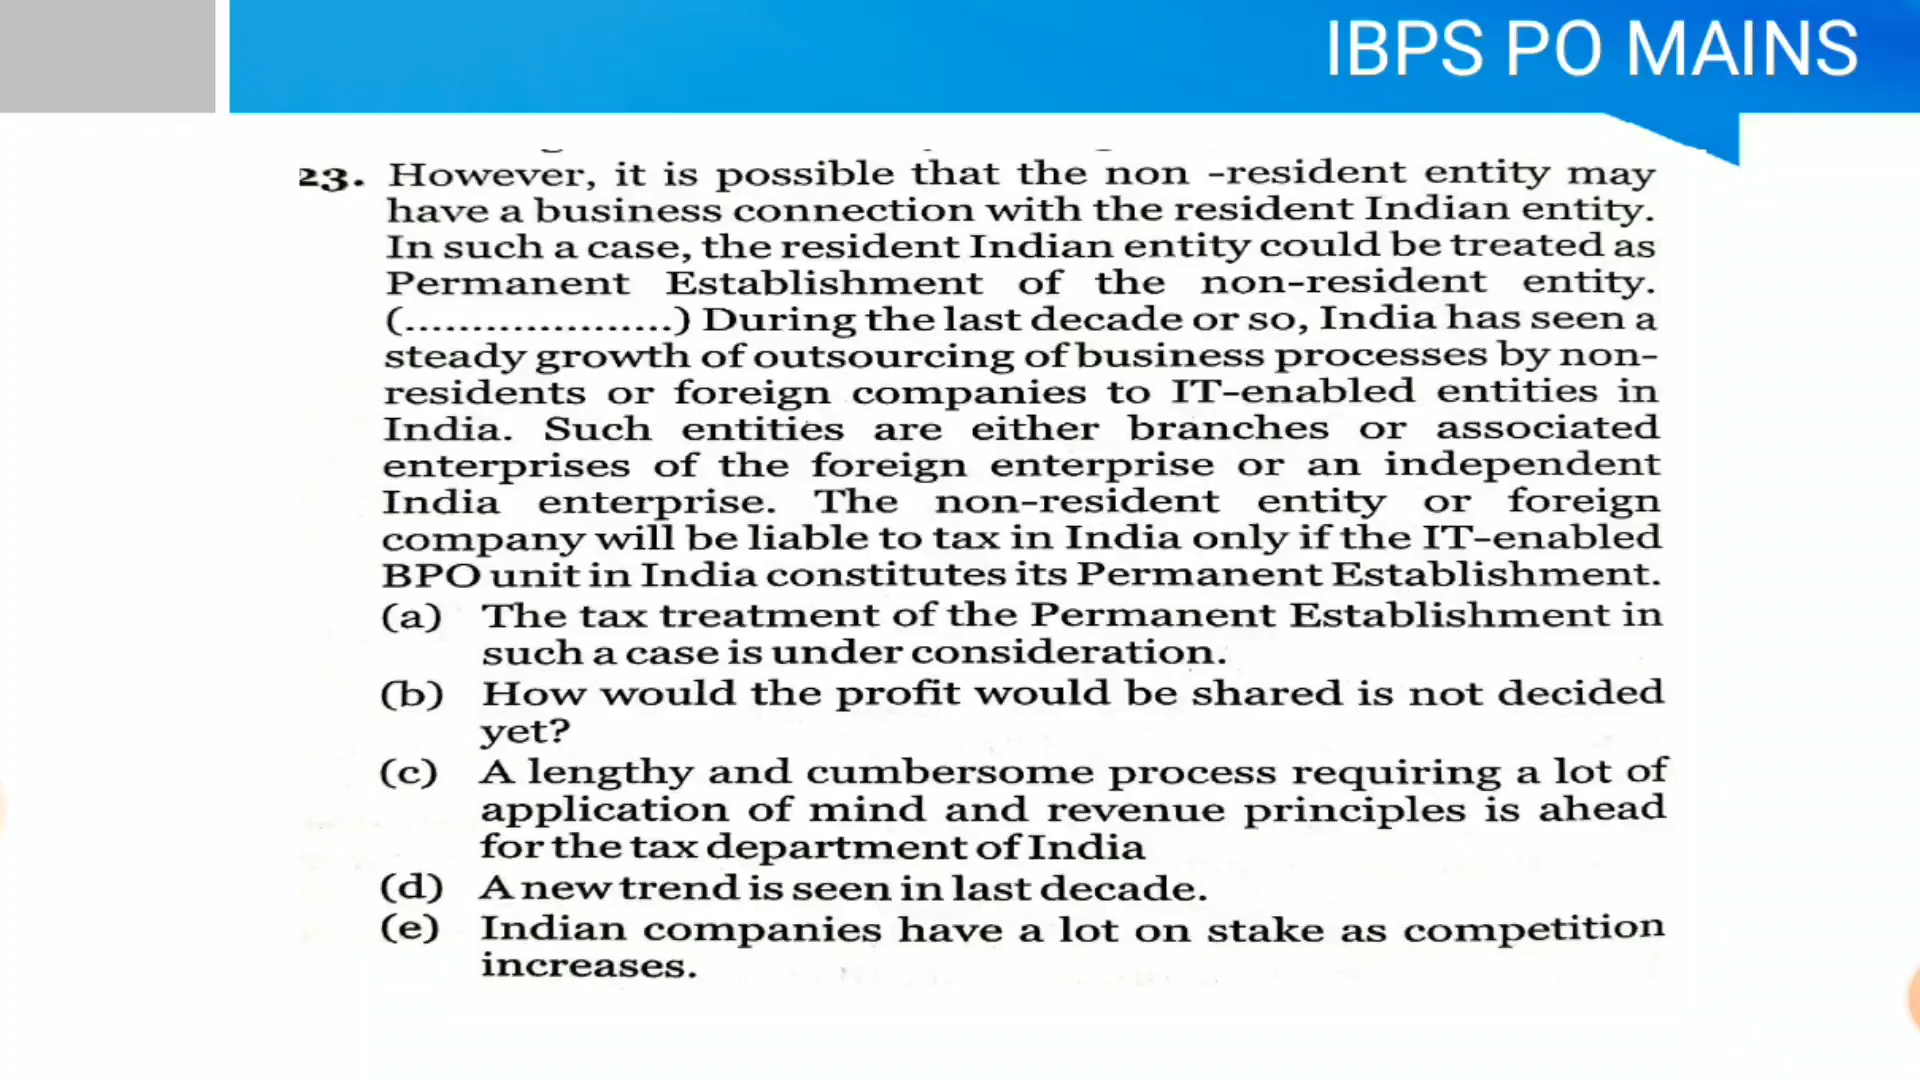 IBPS PO MAINS
23. However, it is possible that the non -resident entity may
have a business connection with the resident Indian entity.
In such a case, the resident Indian entity could be treated as
Permanent Establishment of the non-resident entity.
(....................) During the last decade or so, India has seen a
steady growth of outsourcing of business processes by non-
residents or foreign companies to IT-enabled entities in
India. Such entities are either branches or associated
enterprises of the foreign enterprise or an independent
India enterprise. The non-resident entity or foreign
company will be liable to tax in India only if the IT-enabled
BPO unit in India constitutes its Permanent Establishment.
(a) The tax treatment of the Permanent Establishment in
such a case is under consideration.
(b) How would the profit would be shared is not decided
yet?
(c) A lengthy and cumbersome process requiring a lot of
application of mind and revenue principles is ahead
for the tax department of India
(d) A new trend is seen in last decade.
(e) Indian companies have a lot on stake as competition
increases.